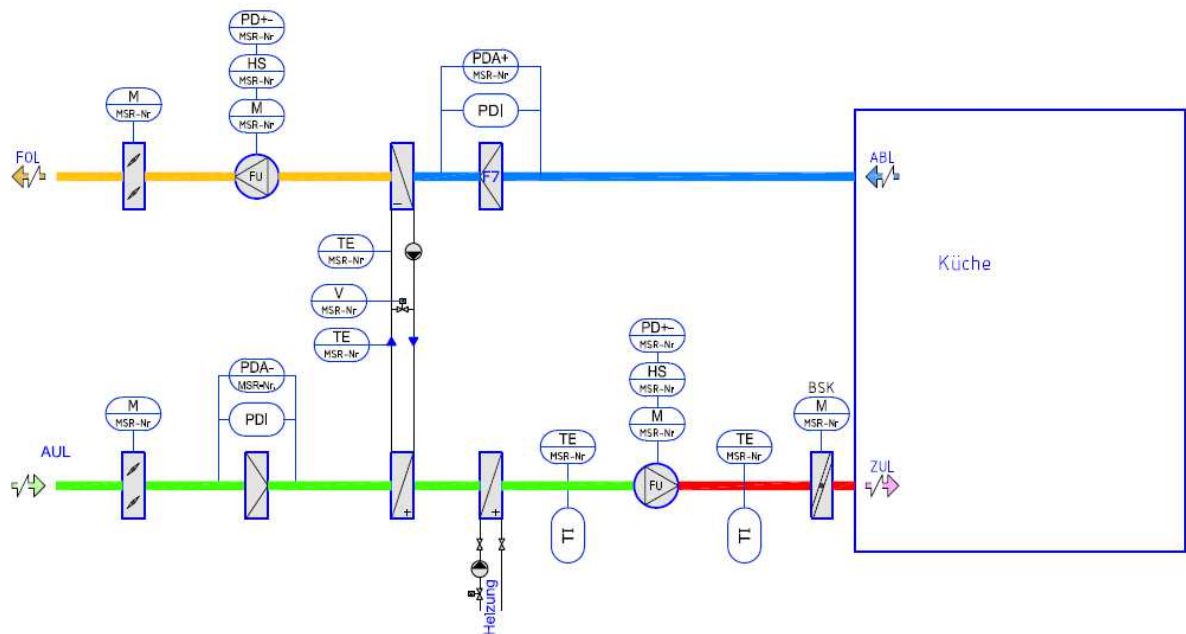 PD+-
MSR-Nr
HS
MSR-Nr
M
MSR-Nr
M
MSR-Nr
PDA+
MSR-Nr
PDI
FOL
FU
F7
ABL
TE
MSR-Nr
Küche
V
MSR-Nr
TE
MSR-Nr
PD+-
MSR-Nr
HS
MSR-Nr
M
MSR-Nr
PDA-
MSR-Nr.
PDI
M
MSR-Nr
BSK
M
MSR-Nr
TE
MSR-Nr
TE
MSR-Nr
AUL
FU
ZUL
TI
TI
Heizung